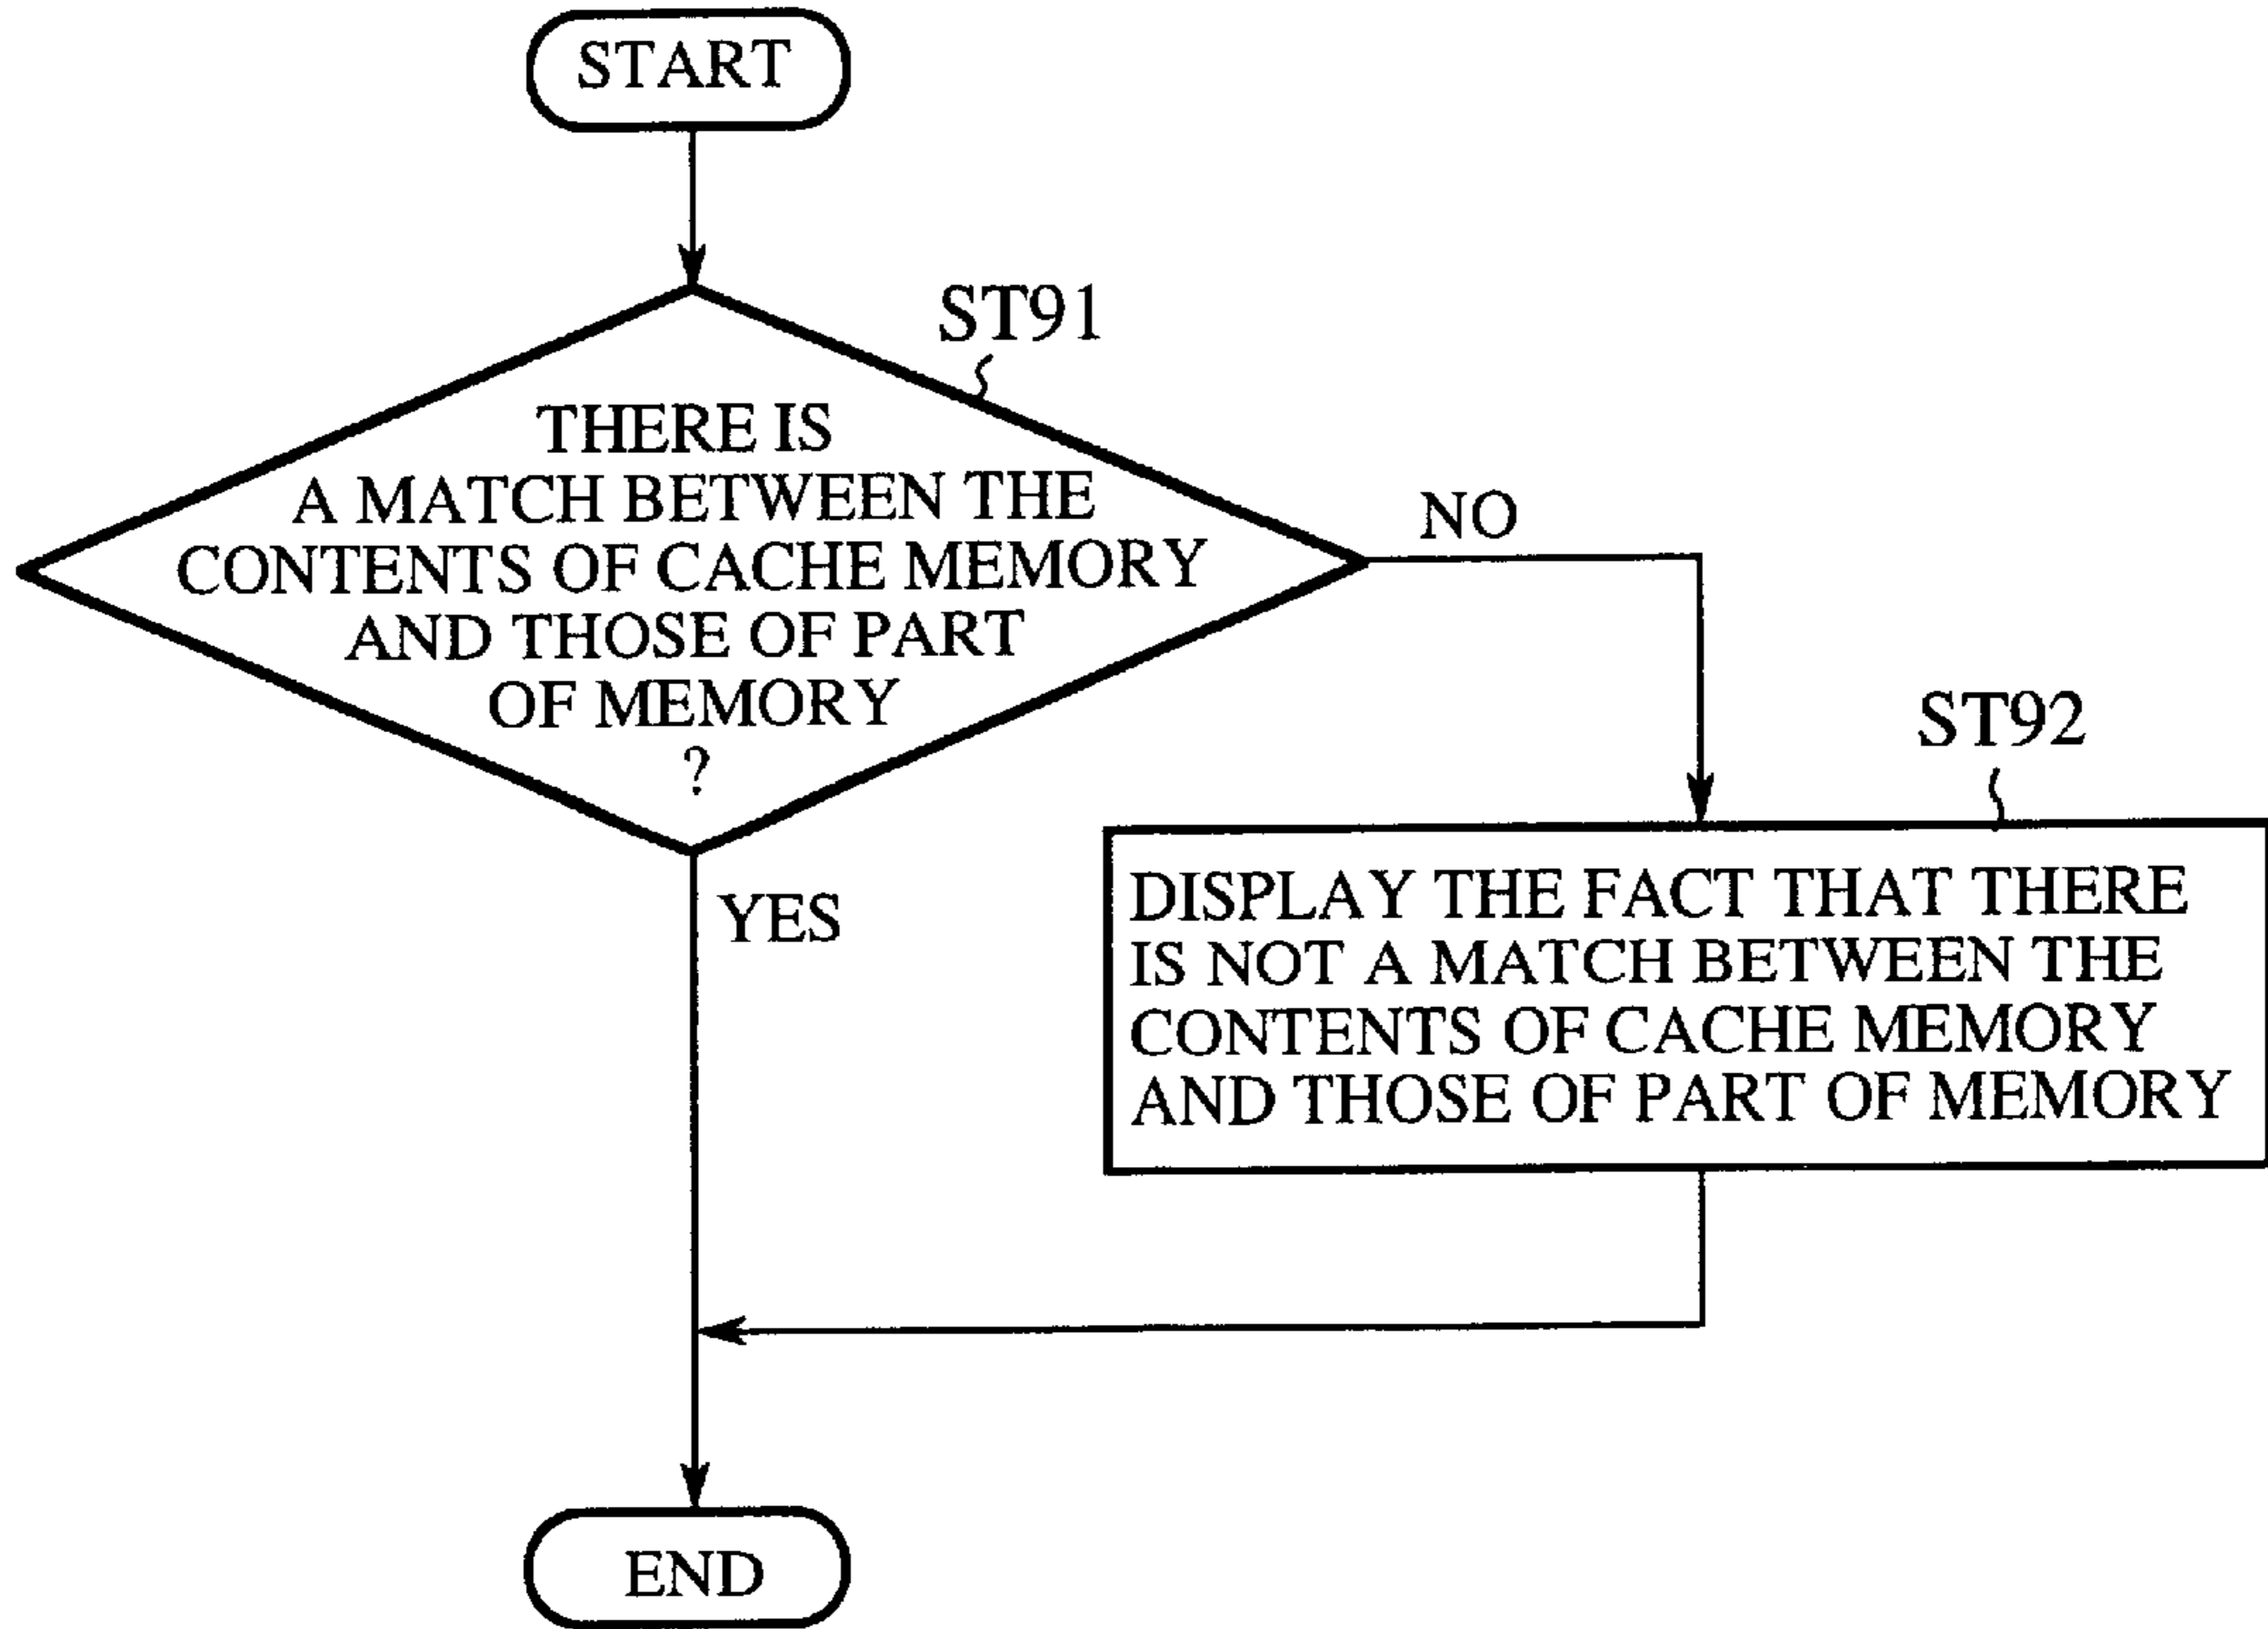 START
ST91
THERE IS
A MATCH BETWEEN THE
CONTENTS OF CACHE MEMORY
AND THOSE OF PART
OF MEMORY
?
NO
YES
ST92
DISPLAY THE FACT THAT THERE
IS NOT A MATCH BETWEEN THE
CONTENTS OF CACHE MEMORY
AND THOSE OF PART OF MEMORY
END